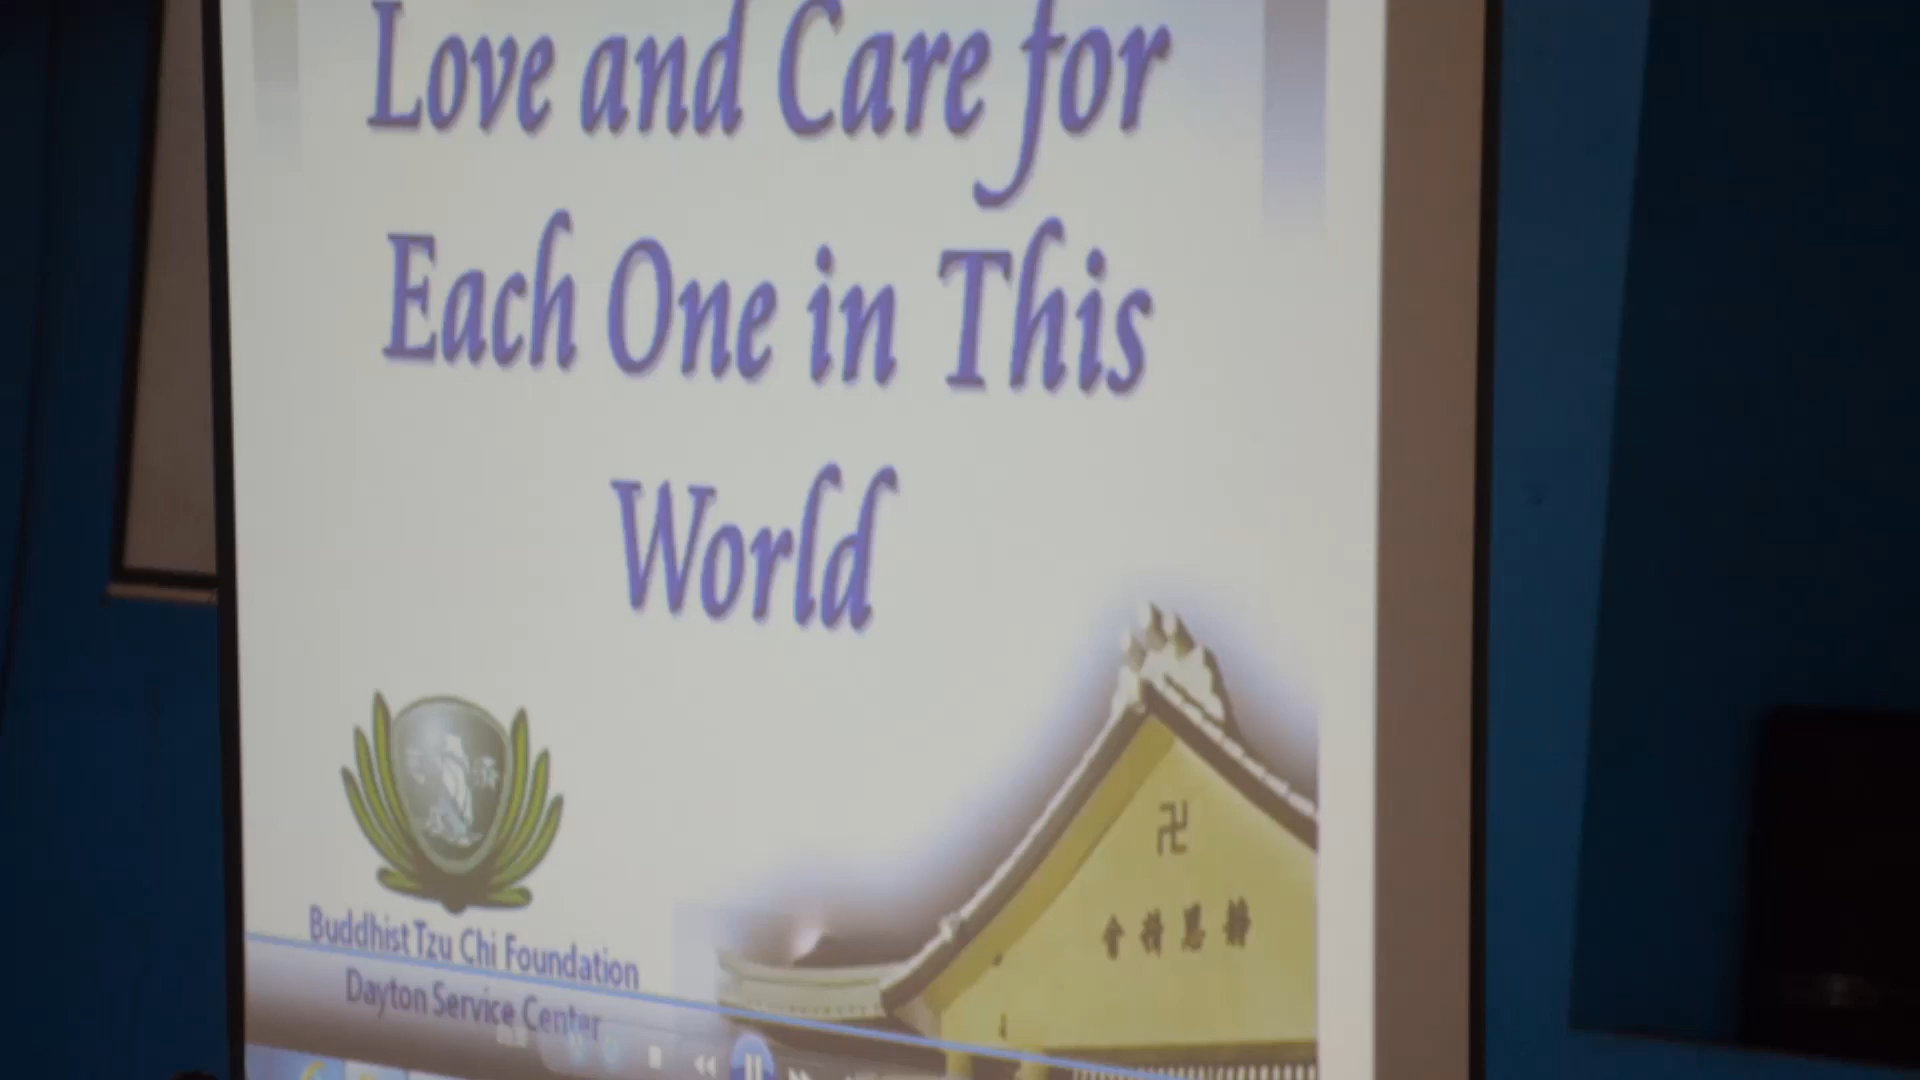 Love and Care for
Each One in This
World
Buddhist Tzu Chi Foundation
Dayton Service Center
卍
會精思靜